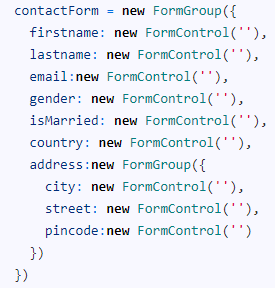 contactForm = new FormGroup({
  firstname: new FormControl(''),
  lastname: new FormControl(''),
  email:new FormControl(''),
  gender: new FormControl(''),
  isMarried: new FormControl(''),
  country: new FormControl(''),
  address:new FormGroup({
    city: new FormControl(''),
    street: new FormControl(''),
    pincode:new FormControl('')
  })
})